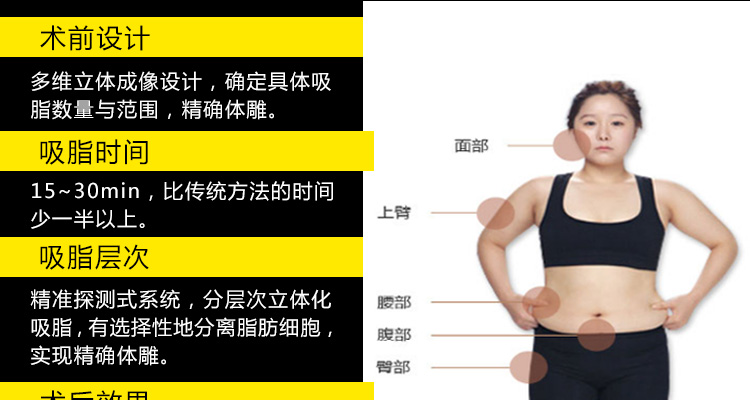 术前设计
多维立体成像设计，确定具体吸
脂数量与范围，精确体雕。
吸脂时间
15~30min，比传统方法的时间
少一半以上。
吸脂层次
精准探测式系统，分层次立体化
吸脂，有选择性地分离脂肪细胞，
实现精确体雕。
术后效果
面部
上臂
腰部
腹部
臀部